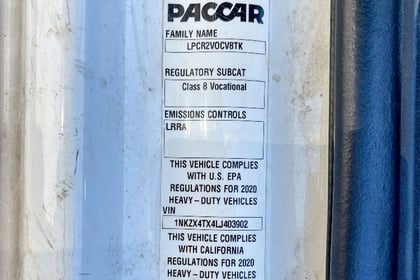 PACCAR
FAMILY NAME
LPCR2VOCV8TK
REGULATORY SUBCAT
Class 8 Vocational
EMISSIONS CONTROLS
LRRA
THIS VEHICLE COMPLIES
WITH U.S. EPA
REGULATIONS FOR 2020
HEAVY-DUTY VEHICLES
VIN
1NKZX4TX4LJ403902
THIS VEHICLE COMPLIES
WITH CALIFORNIA
REGULATIONS FOR 2020
HEAVY-DUTY VEHICLES